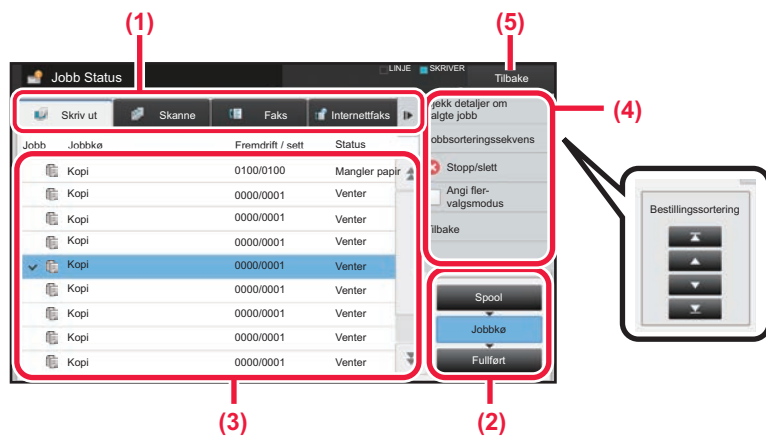 (1)
(5)
Jobb Status
LINJE
SKRIVER
Tilbake
Skriv ut
Skanne
Faks
Internettfaks
jekk detaljer om
algte jobb
(4)
Jobb
Jobbkø
Fremdrift / sett
Status
obbsorteringssekvens
Kopi
0100/0100
Mangler papir
Stopp/slett
Kopi
0000/0001
Venter
Angi fler-
valgsmodus
Kopi
0000/0001
Venter
ilbake
Kopi
0000/0001
Venter
Kopi
0000/0001
Venter
Kopi
0000/0001
Venter
Spool
Kopi
0000/0001
Venter
Jobbkø
Kopi
0000/0001
Venter
Fullført
Kopi
0000/0001
Venter
Bestillingssortering
(3)
(2)